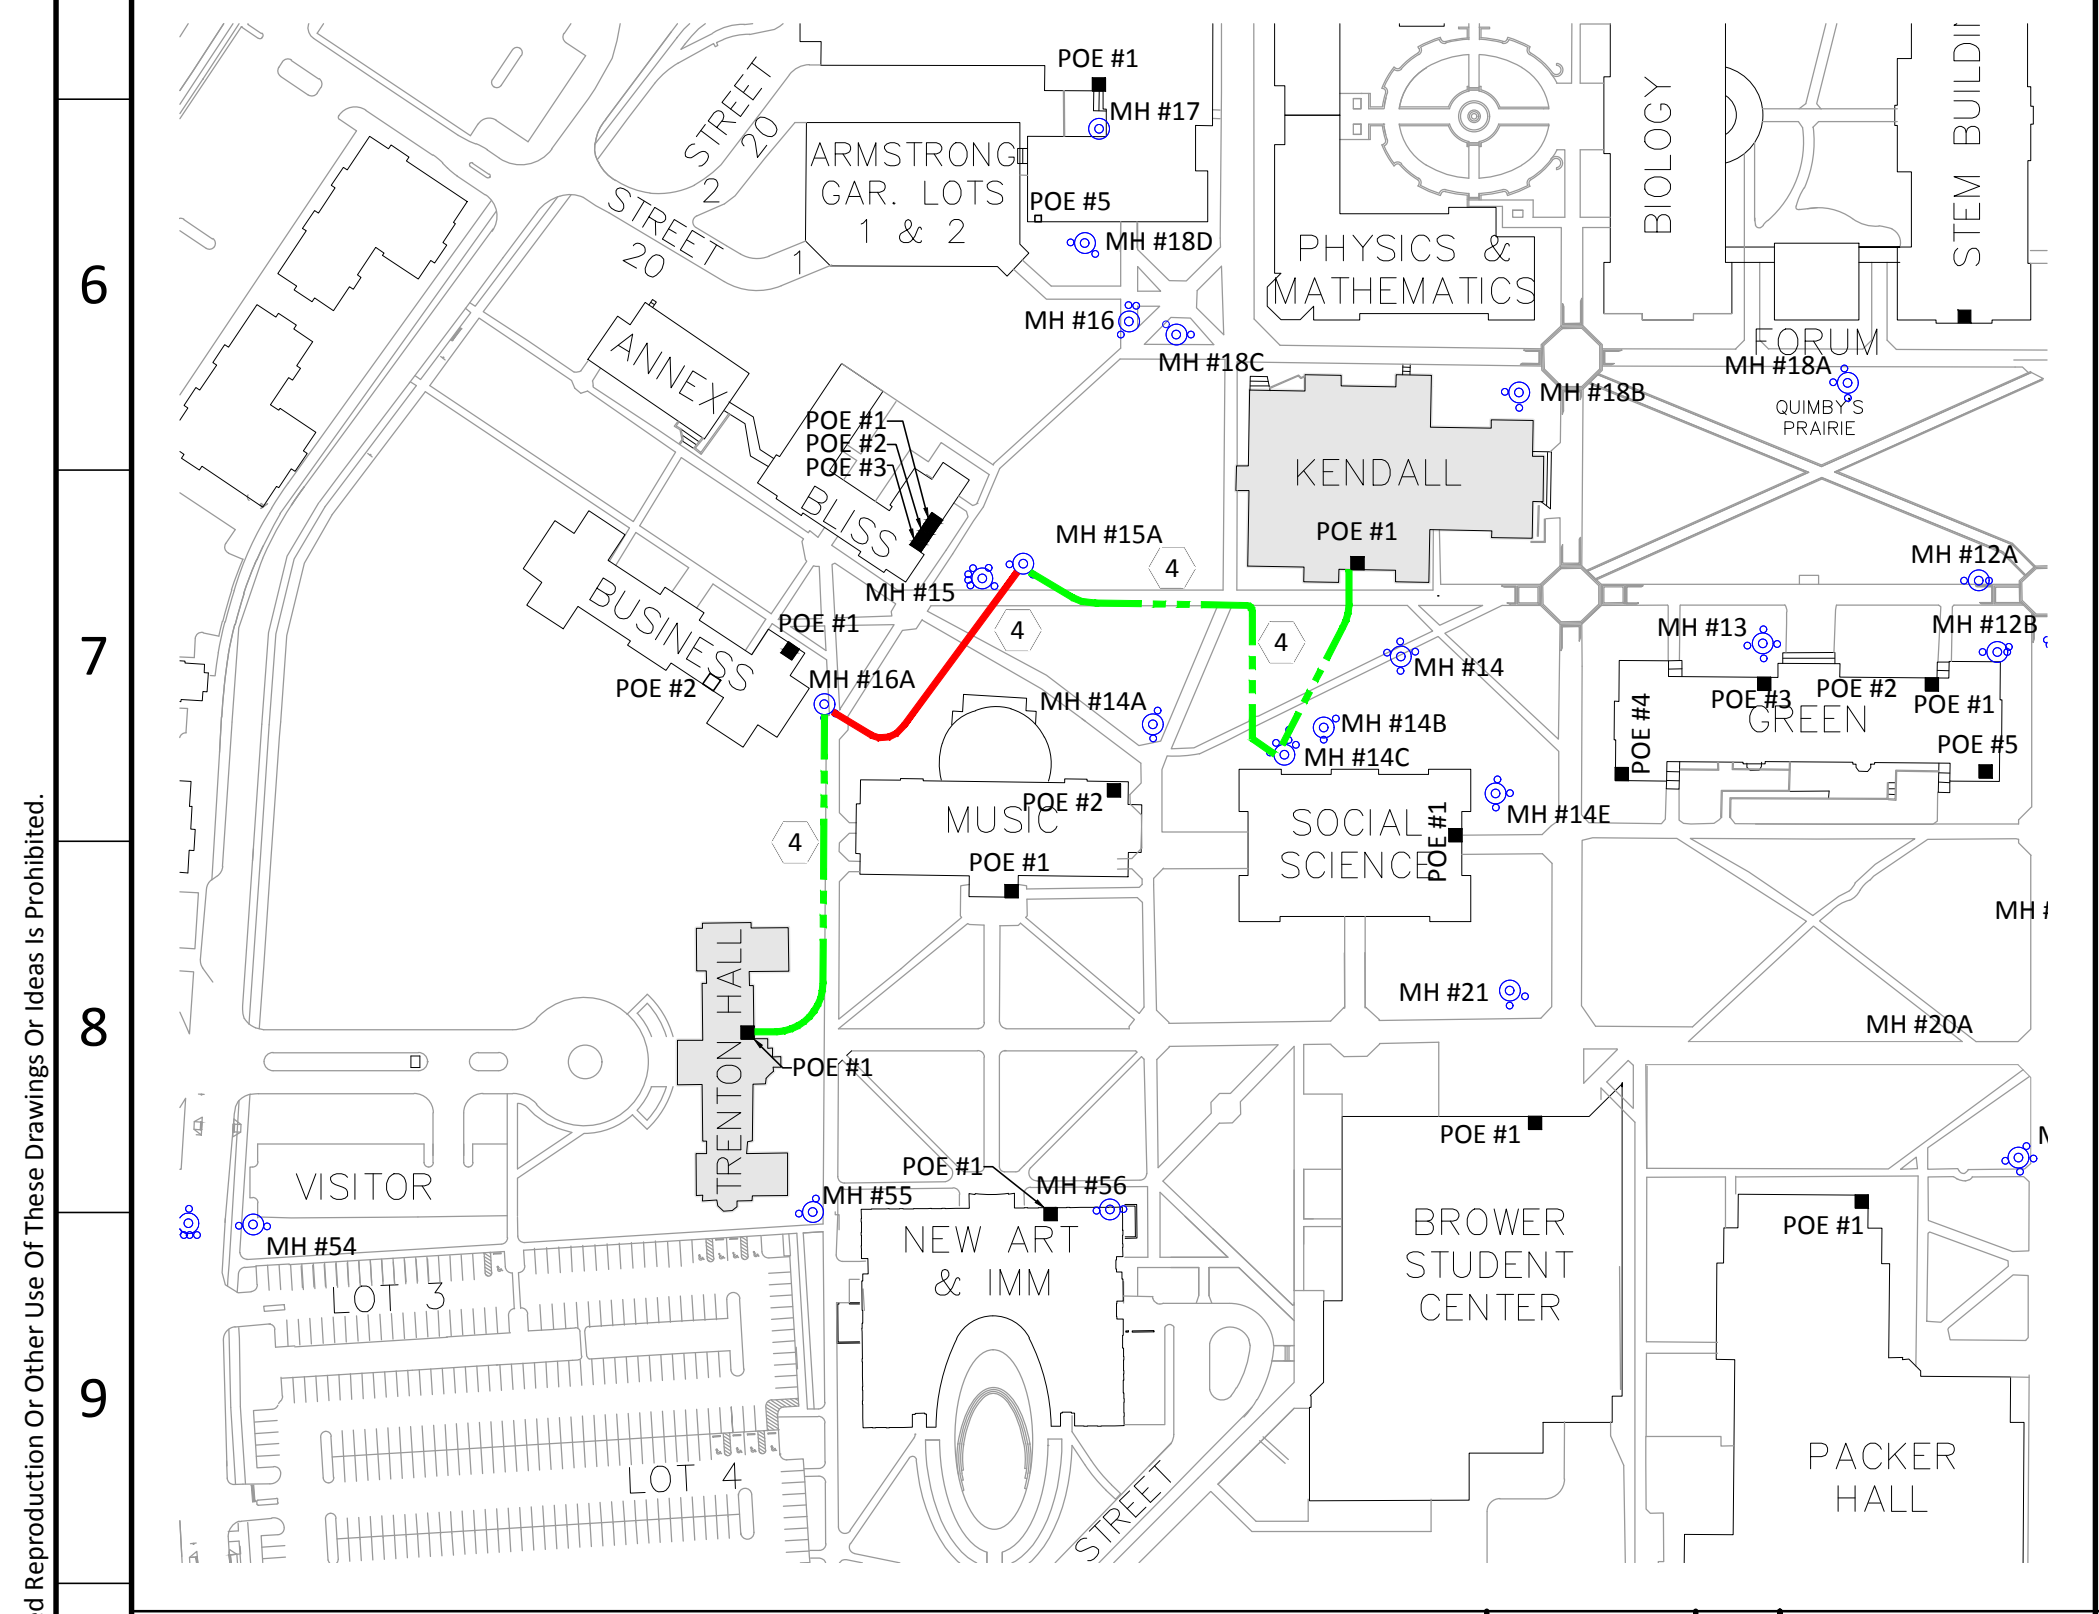 POE #1
MH #17
STREET
20
2
ARMSTRONG
GAR. LOTS
1 & 2
POE #5
MH #18D
STREET
20
1
PHYSICS &
MATHEMATICS
BIOLOGY
FORUM
6
MH #16
MH #18C
MH #18A
MH #18B
QUIMBY'S
PRAIRIE
ANNEX
POE #1
POE #2
POE #3
BLISS
KENDALL
POE #1
MH #15A
4
MH #12A
MH #15
BUSINESS
POE #1
4
4
MH #13
MH #12B
7
MH #14
POE #2
MH #16A
MH #14A
POE #4
POE #3
POE #2
POE #1
GREEN
MH #14B
MH #14C
POE #5
MUSIC
POE #2
POE #1
SOCIAL
SCIENCE
POE #1
MH #14E
4
ed Reproduction Or Other Use Of These Drawings Or Ideas Is Prohibited.
8
TRENTON HALL
POE #1
MH #21
MH #20A
POE #1
VISITOR
POE #1
MH #55
MH #56
MH #54
NEW ART
& IMM
BROWER
STUDENT
CENTER
POE #1
LOT 3
9
LOT 4
STREET
PACKER
HALL